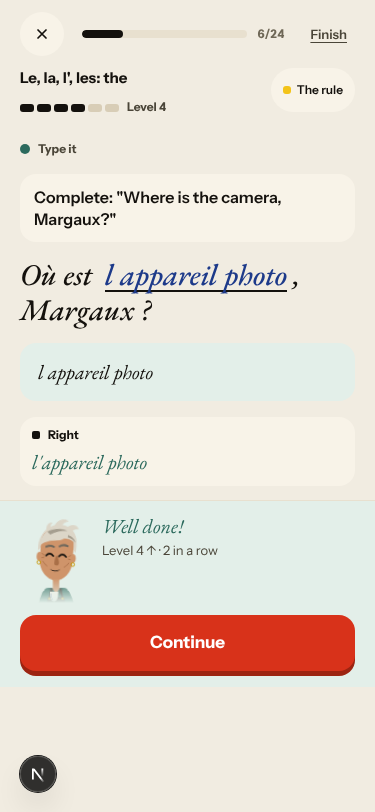 6/24
Finish
Le, la, l', les: the
Level 4
The rule
Type it
Complete: "Where is the camera,
Margaux?"
Où est l appareil photo ,
Margaux ?
l appareil photo
Right
l'appareil photo
Well done!
Level 4 ↑ · 2 in a row
Continue
N